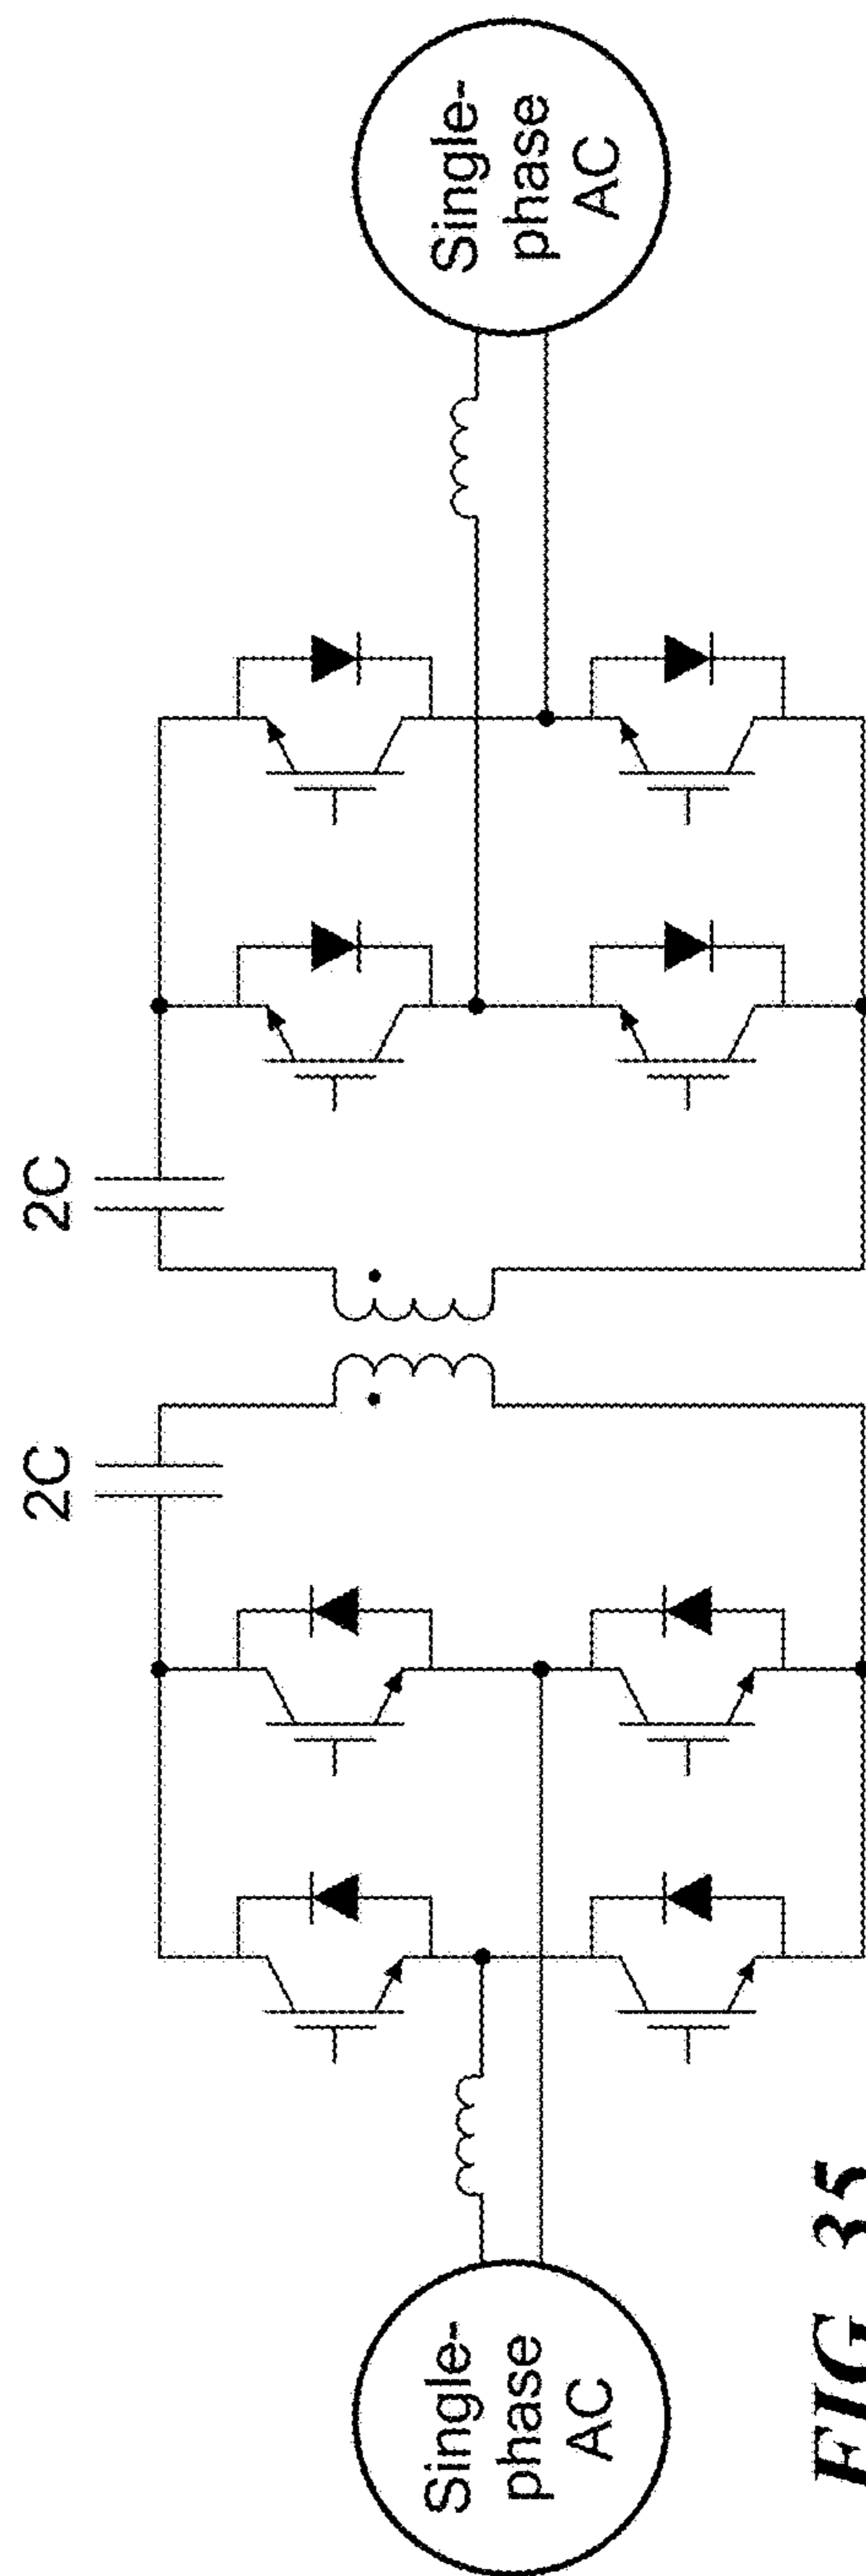 Single-
phase
AC
2C
2C
Single-
phase
AC
FIG. 35